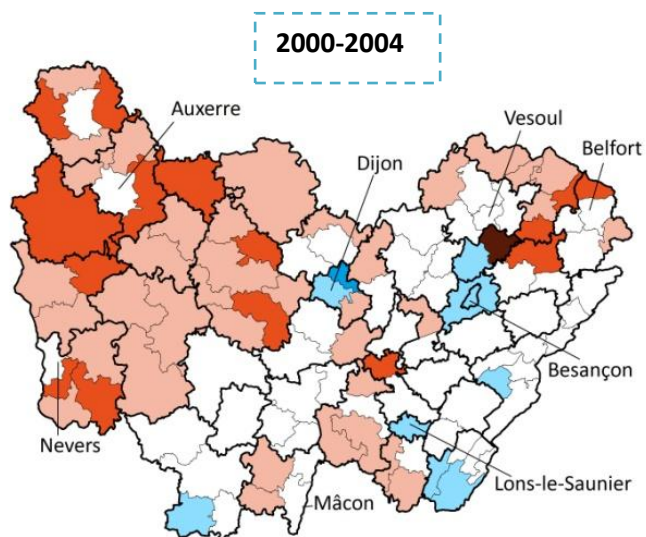 2000-2004
Auxerre
Vesoul
Belfort
Dijon
Besançon
Nevers
Lons-le-Saunier
Mâcon